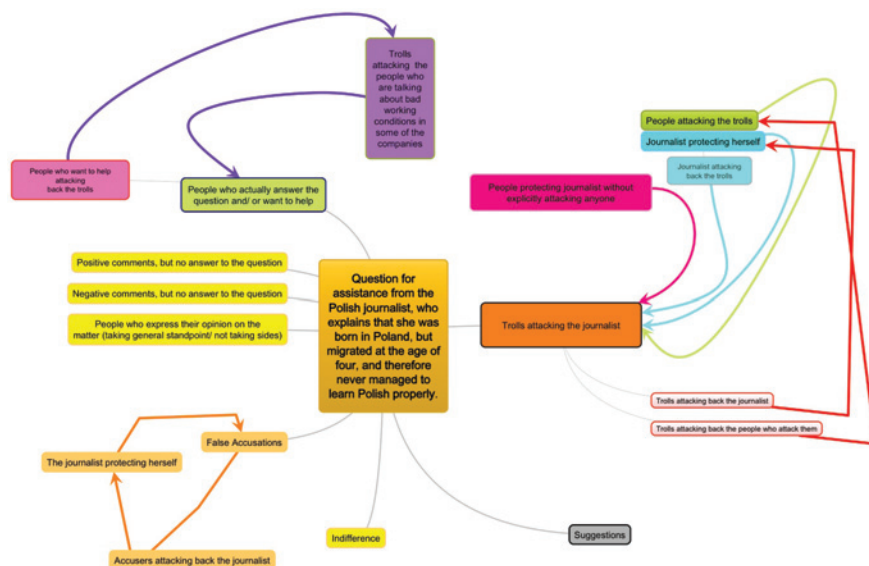 Trolls
attacking the
people who
are talking
about bad
working
conditions in
some of the
companies
People who want to help
attacking
back the trolls
People who actually answer the
question and/ or want to help
People attacking the trolls
Journalist protecting herself
Journalist attacking
back the trolls
People protecting journalist without
explicitly attacking anyone
Positive comments, but no answer to the question
Negative comments, but no answer to the question
People who express their opinion on the
matter (taking general standpoint/ not taking sides)
Question for
assistance from the
Polish journalist, who
explains that she was
born in Poland, but
migrated at the age of
four, and therefore
never managed to
learn Polish properly.
Trolls attacking the journalist
Trolls attacking back the journalist
Trolls attacking back the people who attack them
False Accusations
The journalist protecting herself
Accusers attacking back the journalist
Indifference
Suggestions